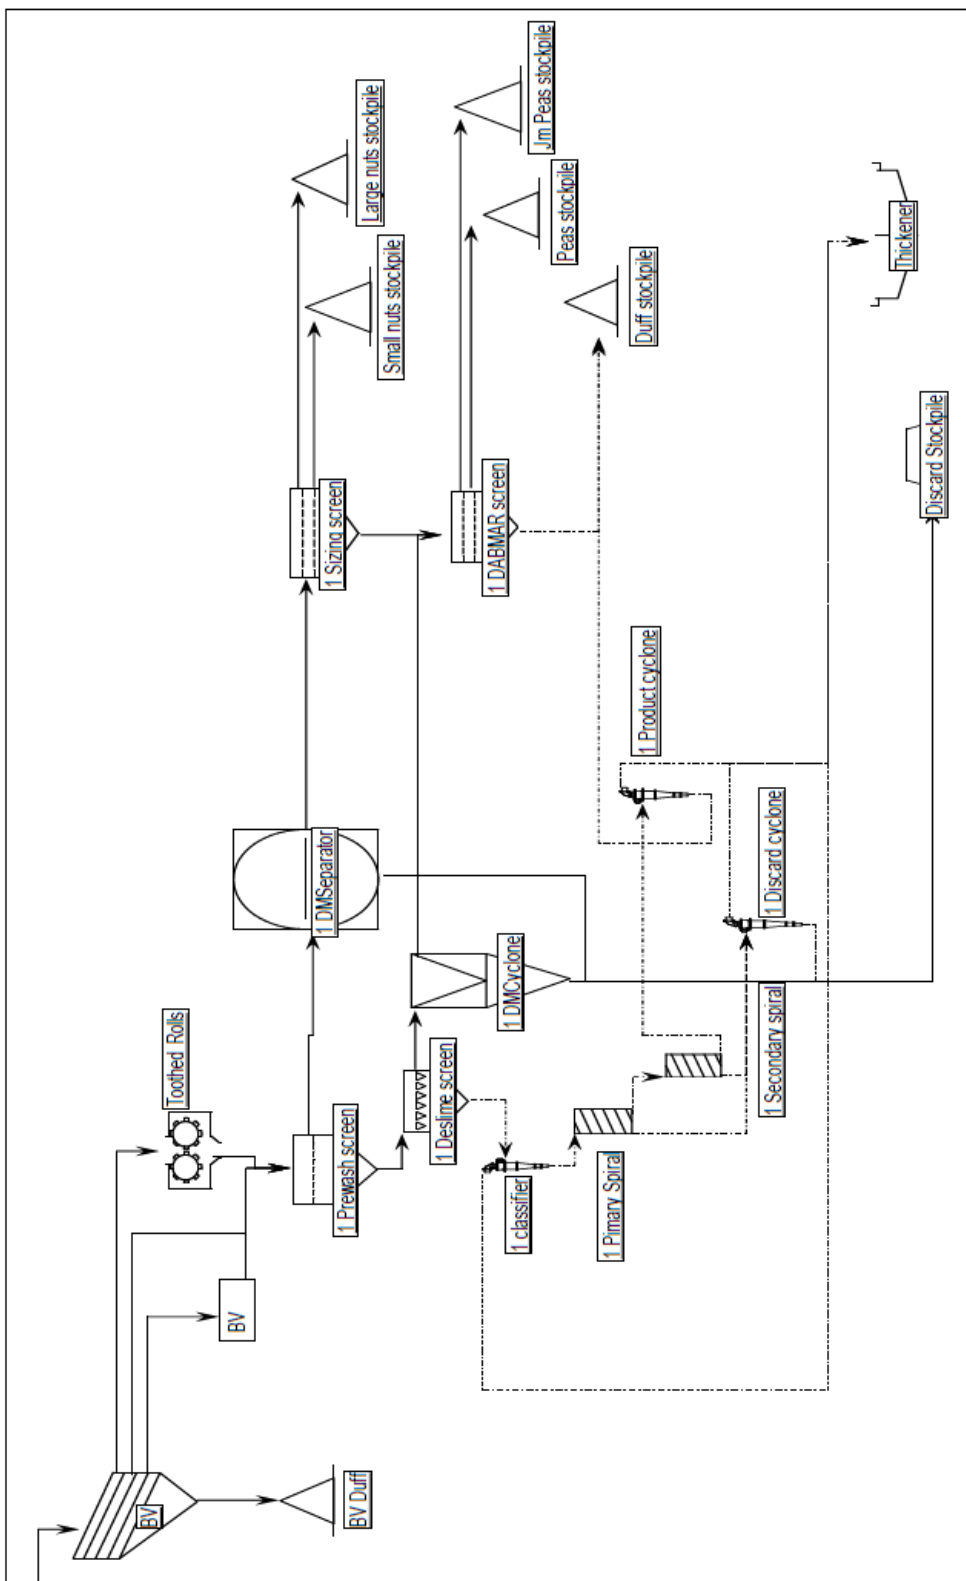 Large nuts stockpile
Small nuts stockpile
Jm Peas stockpile
Peas stockpile
Duff stockpile
Thickener
Discard Stockpile
1 Sizing screen
1 DABMAR screen
1 Product cyclone
1 DMSeparator
1 Discard cyclone
1 DMCyclone
Toothed Rolls
1 Prewash screen
1 Deslime screen
1 Secondary spiral
1 classifier
1 Pimary Spiral
BV
BV
BV Duff